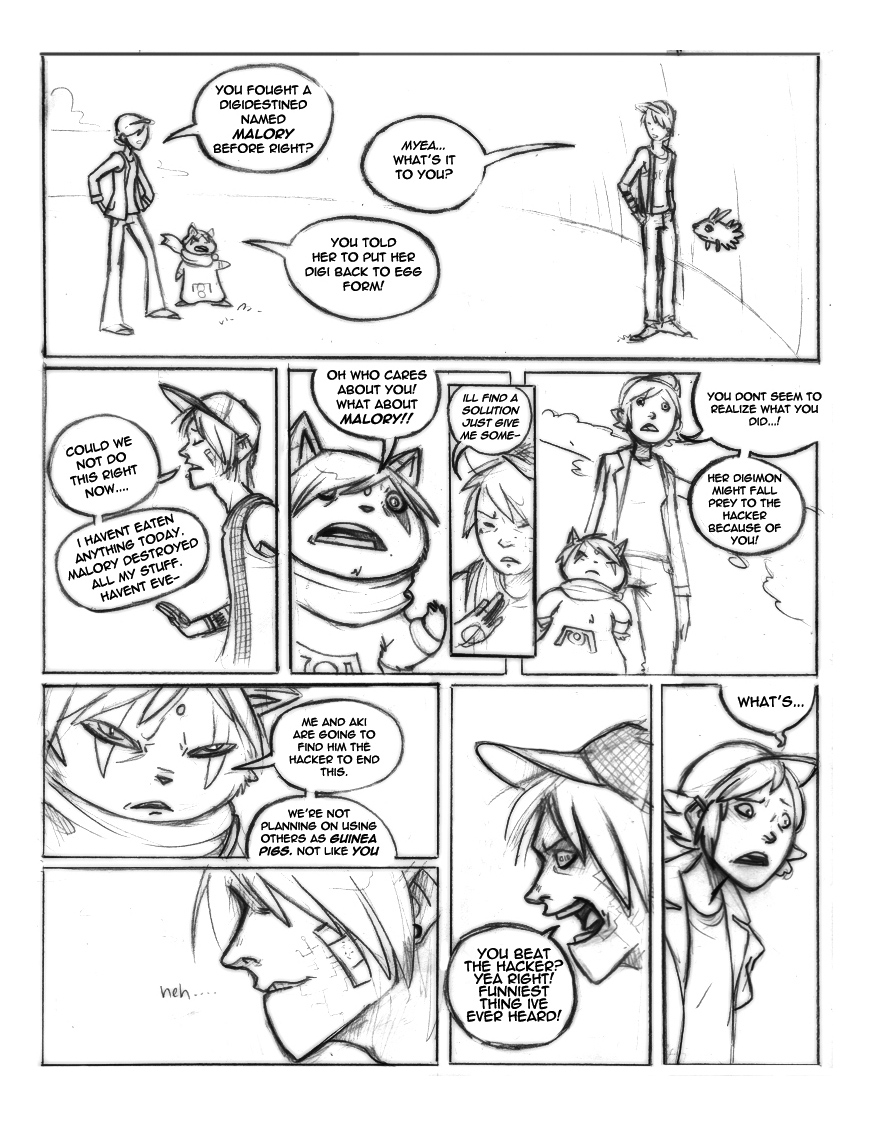 YOU FOUGHT A
DIGIDESTINED
NAMED
MALORY
BEFORE RIGHT?
MYEA...
WHAT'S IT
TO YOU?
YOU TOLD
HER TO PUT HER
DIGI BACK TO EGG
FORM!
COULD WE
NOT DO
THIS RIGHT
NOW....
I HAVENT EATEN
ANYTHING TODAY.
MALORY DESTROYED
ALL MY STUFF.
HAVENT EVE-
OH WHO CARES
ABOUT YOU!
WHAT ABOUT
MALORY!!
ILL FIND A
SOLUTION
JUST GIVE
ME SOME-
YOU DONT SEEM TO
REALIZE WHAT YOU
DID...!
HER DIGIMON
MIGHT FALL
PREY TO THE
HACKER
BECAUSE OF
YOU!
ME AND AKI
ARE GOING TO
FIND HIM THE
HACKER TO END
THIS.
WE'RE NOT
PLANNING ON USING
OTHERS AS GUINEA
PIGS. NOT LIKE YOU
heh....
YOU BEAT
THE HACKER?
YEA RIGHT!
FUNNIEST
THING IVE
EVER HEARD!
WHAT'S...